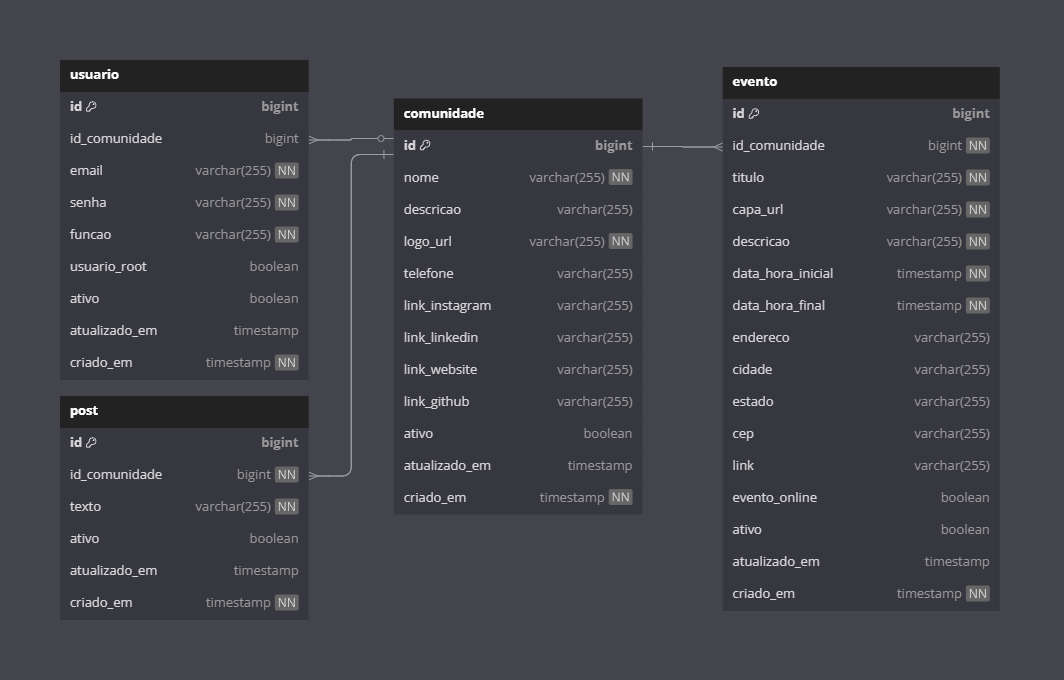 usuario
id bigint
id_comunidade bigint
email varchar(255) NN
senha varchar(255) NN
funcao varchar(255) NN
usuario_root boolean
ativo boolean
atualizado_em timestamp
criado_em timestamp NN
post
id bigint
id_comunidade bigint NN
texto varchar(255) NN
ativo boolean
atualizado_em timestamp
criado_em timestamp NN
comunidade
id bigint
nome varchar(255) NN
descricao varchar(255)
logo_url varchar(255) NN
telefone varchar(255)
link_instagram varchar(255)
link_linkedin varchar(255)
link_website varchar(255)
link_github varchar(255)
ativo boolean
atualizado_em timestamp
criado_em timestamp NN
evento
id bigint
id_comunidade bigint NN
titulo varchar(255) NN
capa_url varchar(255) NN
descricao varchar(255) NN
data_hora_inicial timestamp NN
data_hora_final timestamp NN
endereco varchar(255)
cidade varchar(255)
estado varchar(255)
cep varchar(255)
link varchar(255)
evento_online boolean
ativo boolean
atualizado_em timestamp
criado_em timestamp NN